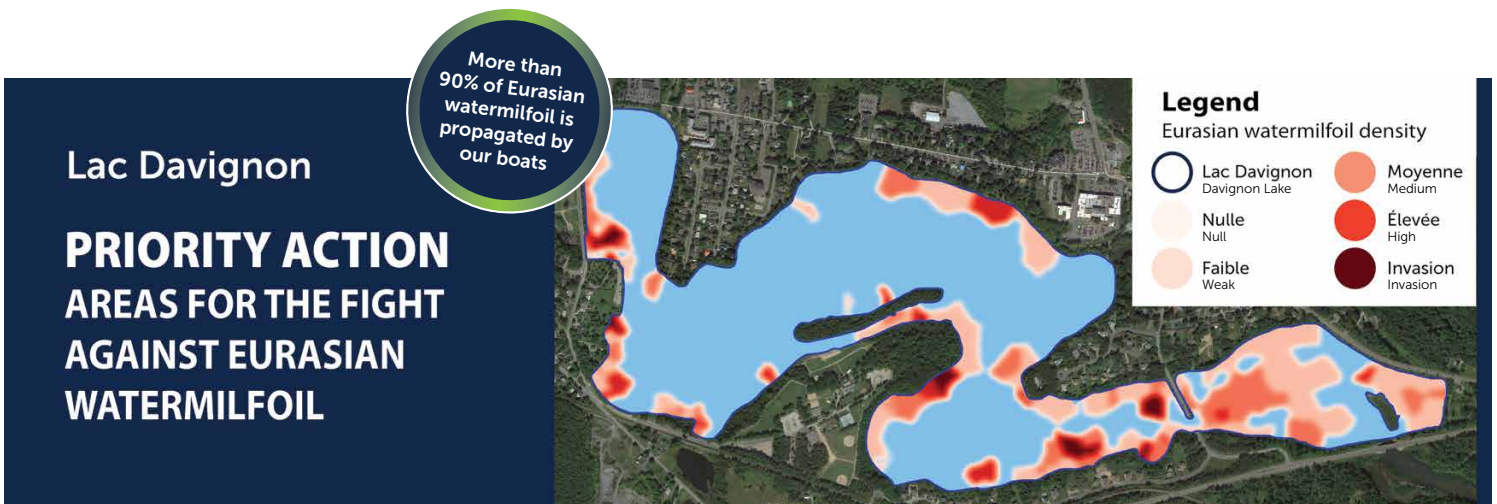 More than
90% of Eurasian
watermilfoil is
propagated by
our boats
Lac Davignon
PRIORITY ACTION
AREAS FOR THE FIGHT
AGAINST EURASIAN
WATERMILFOIL
Legend
Eurasian watermilfoil density
Lac Davignon
Davignon Lake
Nulle
Null
Faible
Weak
Moyenne
Medium
Élevée
High
Invasion
Invasion